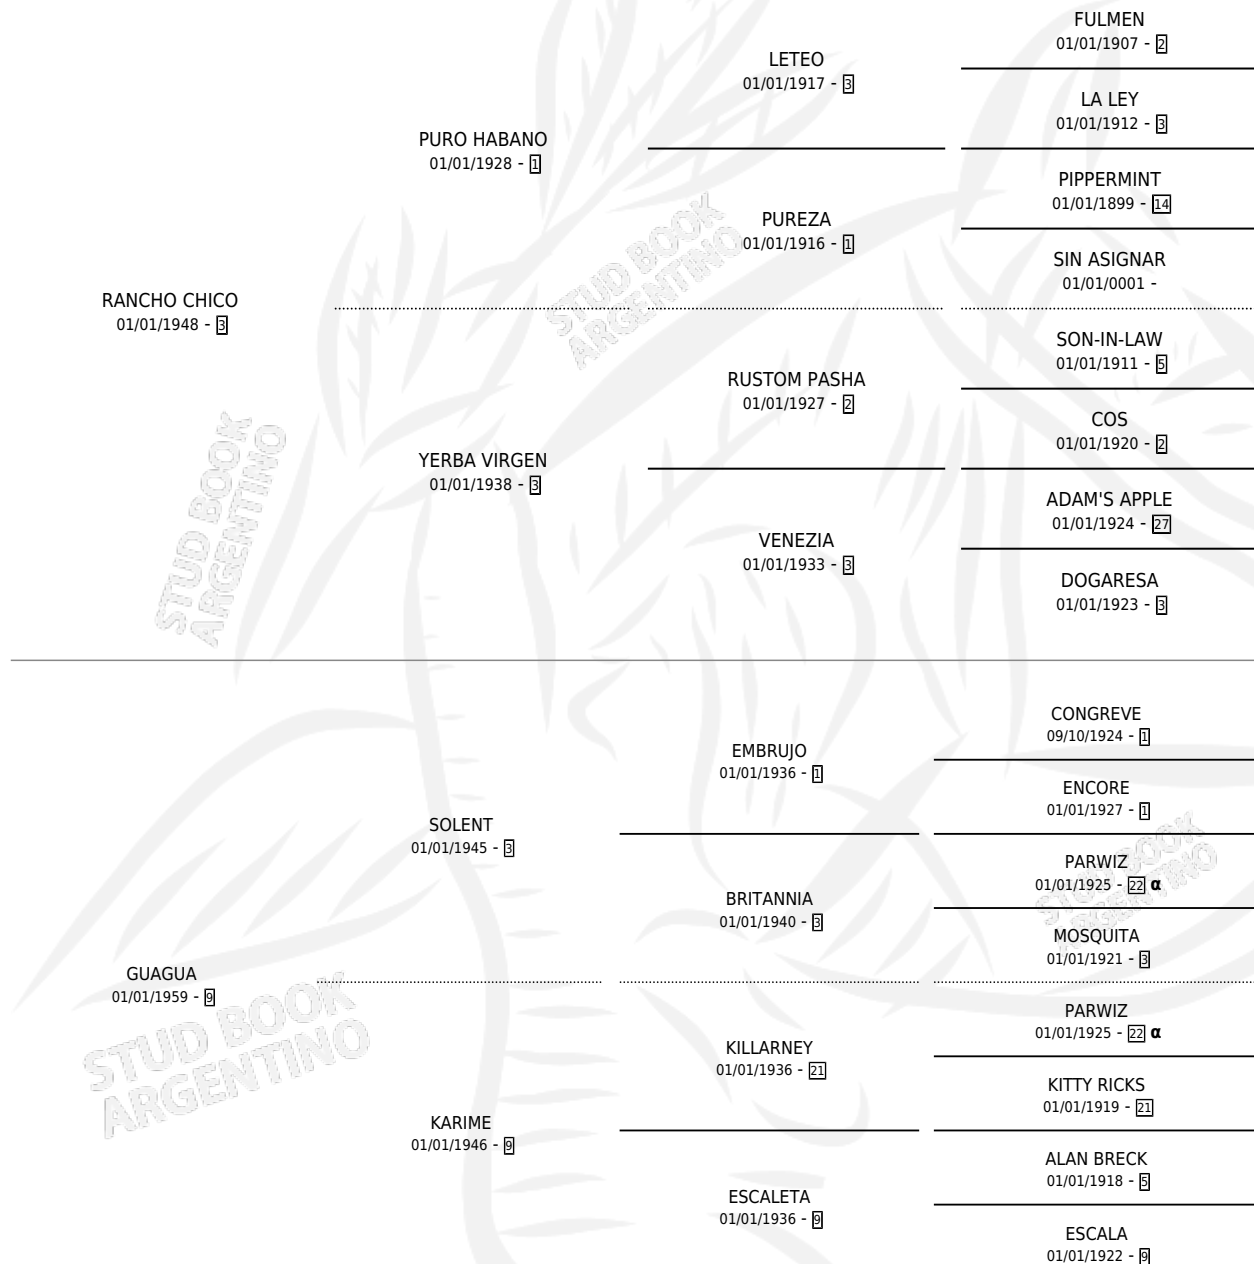 FULMEN
01/01/1907 - 2
LETEO
01/01/1917 - 3
LA LEY
01/01/1912 - 3
PURO HABANO
01/01/1928 - 1
PIPPERMINT
01/01/1899 - 14
PUREZA
01/01/1916 - 1
SIN ASIGNAR
01/01/0001 -
RANCHO CHICO
01/01/1948 - 3
SON-IN-LAW
01/01/1911 - 5
RUSTOM PASHA
01/01/1927 - 2
COS
01/01/1920 - 2
YERBA VIRGEN
01/01/1938 - 3
ADAM'S APPLE
01/01/1924 - 27
VENEZIA
01/01/1933 - 3
DOGARESA
01/01/1923 - 3
STUD BOOK
ARGENTINO
STUD BOOK
ARGENTINO
CONGREVE
09/10/1924 - 1
EMBRUJO
01/01/1936 - 1
ENCORE
01/01/1927 - 1
SOLENT
01/01/1945 - 3
PARWIZ
01/01/1925 - 22 α
BRITANNIA
01/01/1940 - 3
MOSQUITA
01/01/1921 - 3
GUAGUA
01/01/1959 - 9
PARWIZ
01/01/1925 - 22 α
KILLARNEY
01/01/1936 - 21
KITTY RICKS
01/01/1919 - 21
KARIME
01/01/1946 - 9
ALAN BRECK
01/01/1918 - 5
ESCALETA
01/01/1936 - 9
ESCALA
01/01/1922 - 9
STUD BOOK
ARGENTINO
STUD BOOK
ARGENTINO